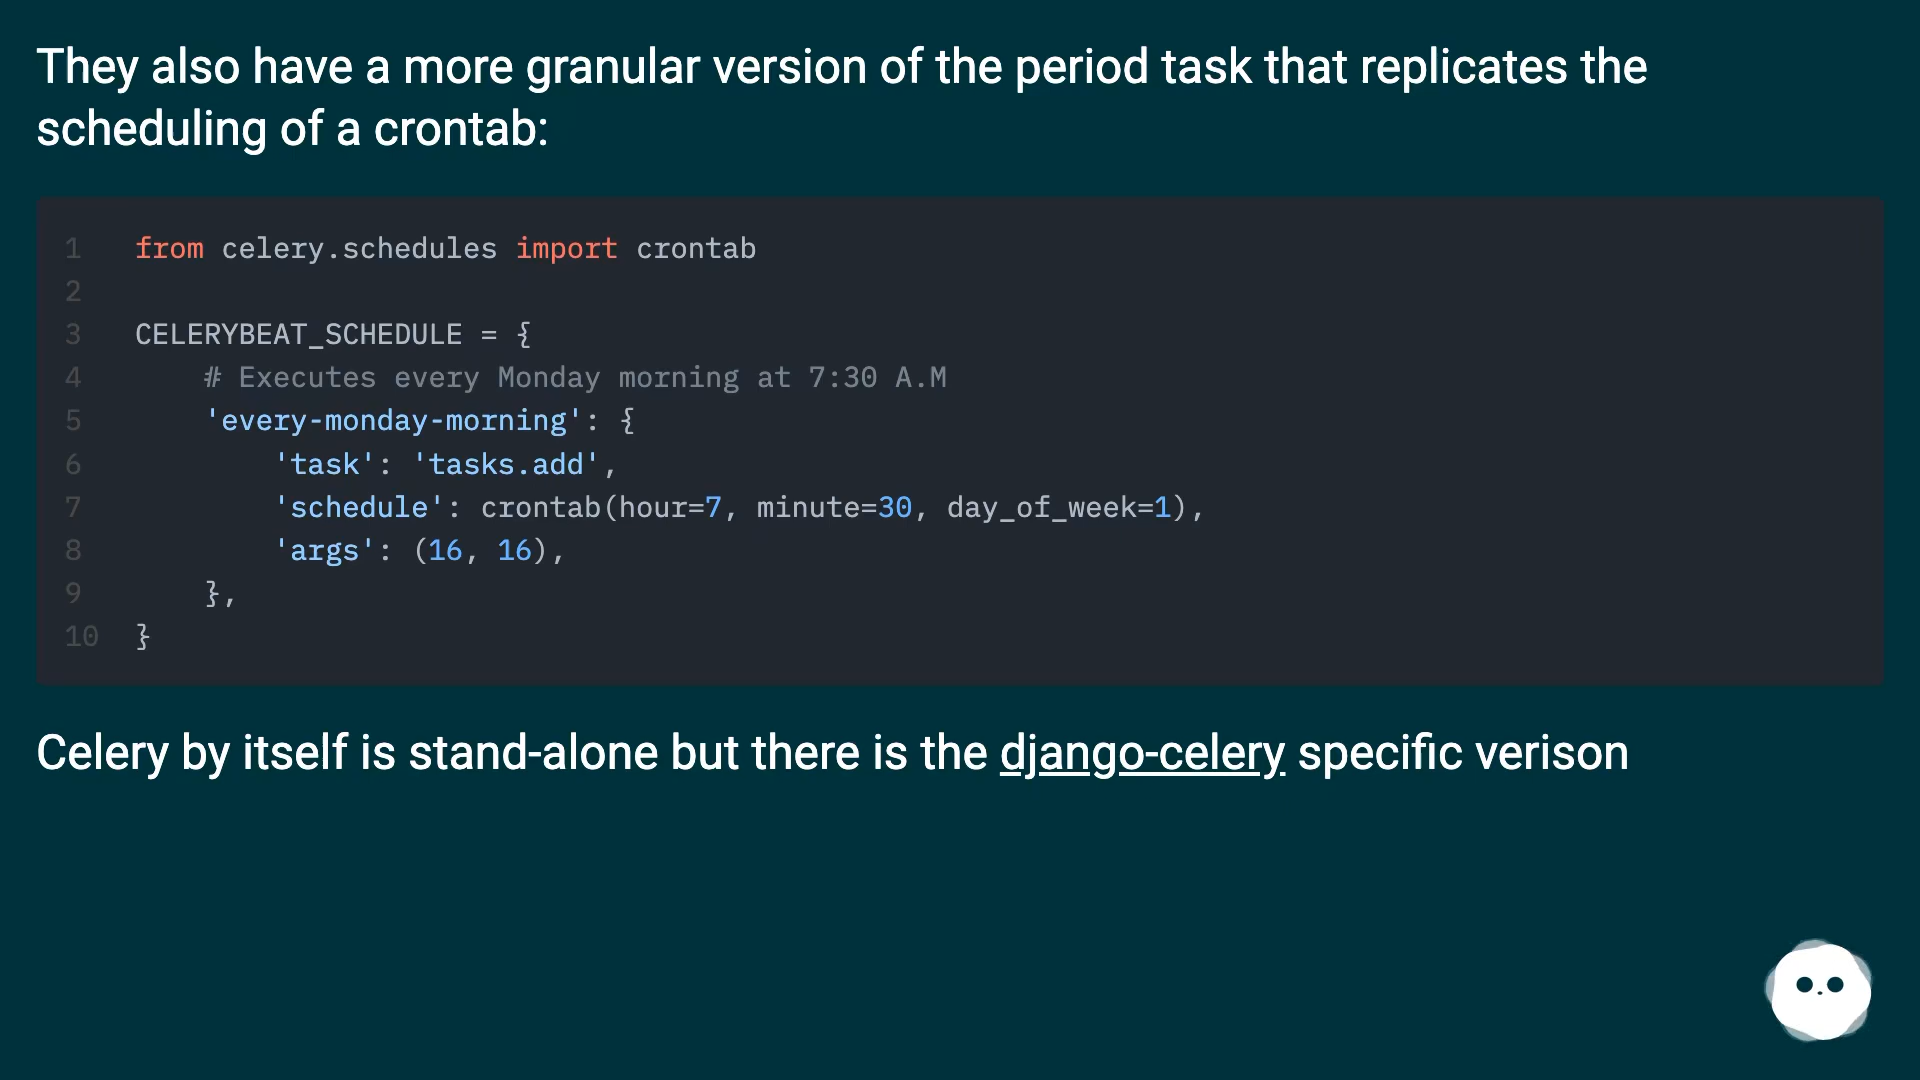 They also have a more granular version of the period task that replicates the
scheduling of a crontab:
1 from celery.schedules import crontab
2
3 CELERYBEAT_SCHEDULE = {
4     # Executes every Monday morning at 7:30 A.M
5     'every-monday-morning': {
6         'task': 'tasks.add',
7         'schedule': crontab(hour=7, minute=30, day_of_week=1),
8         'args': (16, 16),
9     },
10 }
Celery by itself is stand-alone but there is the django-celery specific verison